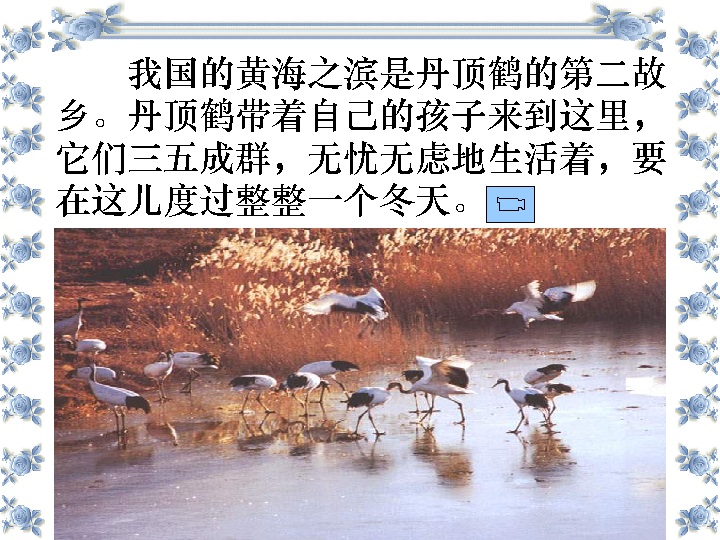 我国的黄海之滨是丹顶鹤的第二故
乡。丹顶鹤带着自己的孩子来到这里，
它们三五成群，无忧无虑地生活着，要
在这儿度过整整一个冬天。